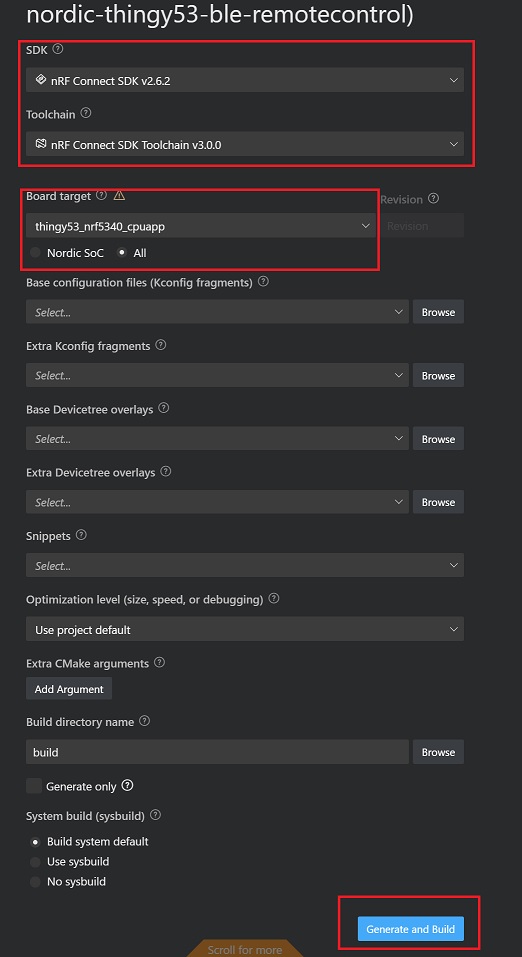 nordic-thingy53-ble-remotecontrol)
SDK
nRF Connect SDK v2.6.2
Toolchain
nRF Connect SDK Toolchain v3.0.0
Board target
Revision
thingy53_nrf5340_cpuapp
Revision
Nordic SoC
All
Base configuration files (Kconfig fragments)
Select...
Browse
Extra Kconfig fragments
Select...
Browse
Base Devicetree overlays
Select...
Browse
Extra Devicetree overlays
Select...
Browse
Snippets
Select...
Optimization level (size, speed, or debugging)
Use project default
Extra CMake arguments
Add Argument
Build directory name
build
Browse
Generate only
System build (sysbuild)
Build system default
Use sysbuild
No sysbuild
Generate and Build
Scroll for more